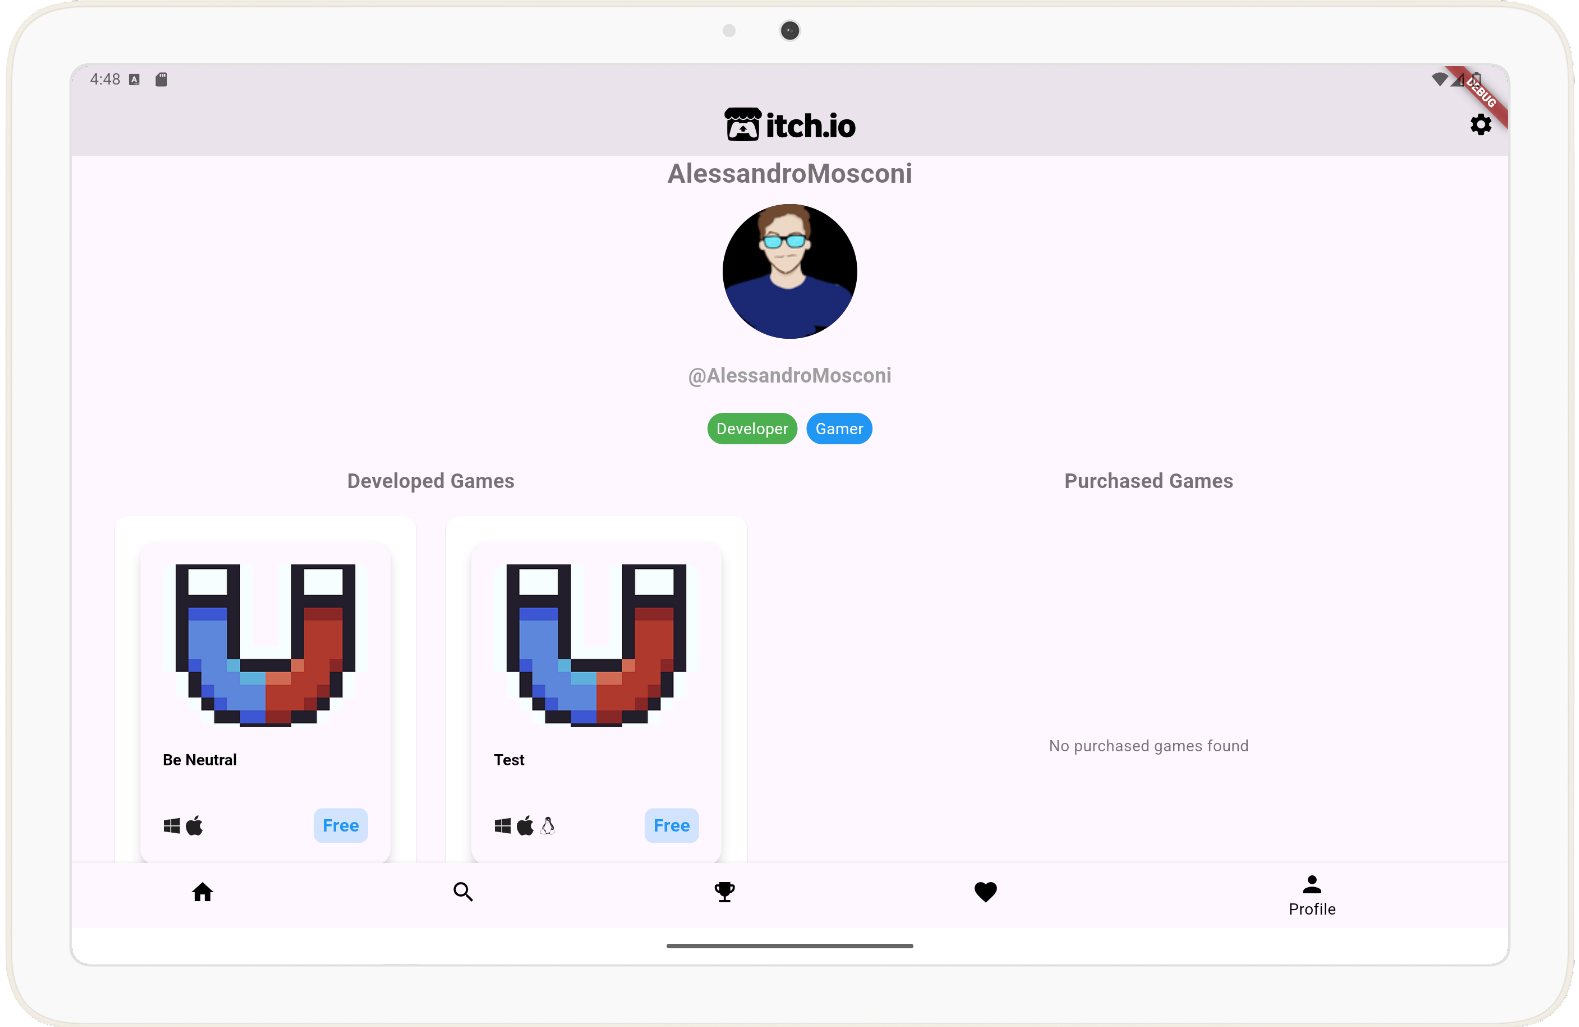 4:48
DEBUG
itch.io
AlessandroMosconi
@AlessandroMosconi
Developer Gamer
Developed Games
Purchased Games
Be Neutral
Free
Test
Free
No purchased games found
Profile